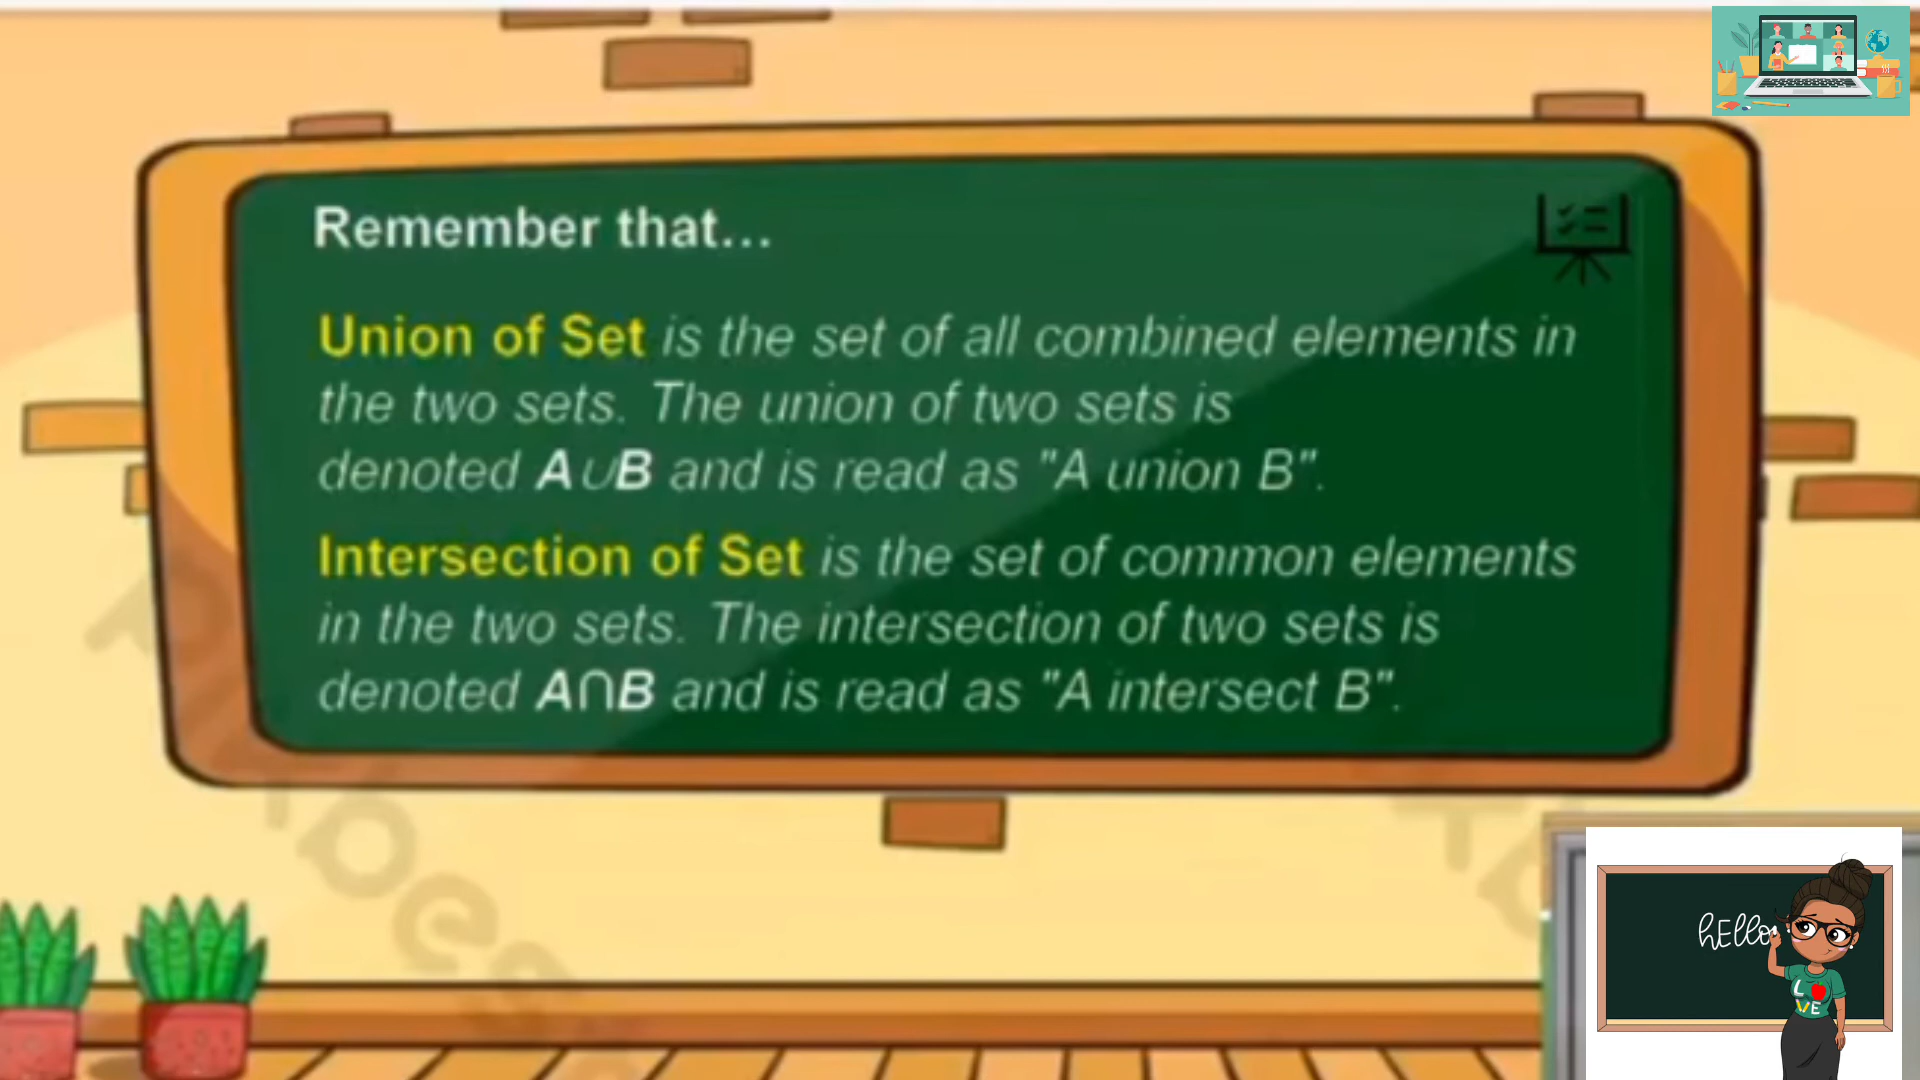 Remember that...
Union of Set is the set of all combined elements in
the two sets. The union of two sets is
denoted A∪B and is read as "A union B".
Intersection of Set is the set of common elements
in the two sets. The intersection of two sets is
denoted A∩B and is read as "A intersect B".
hEllo
LOVE